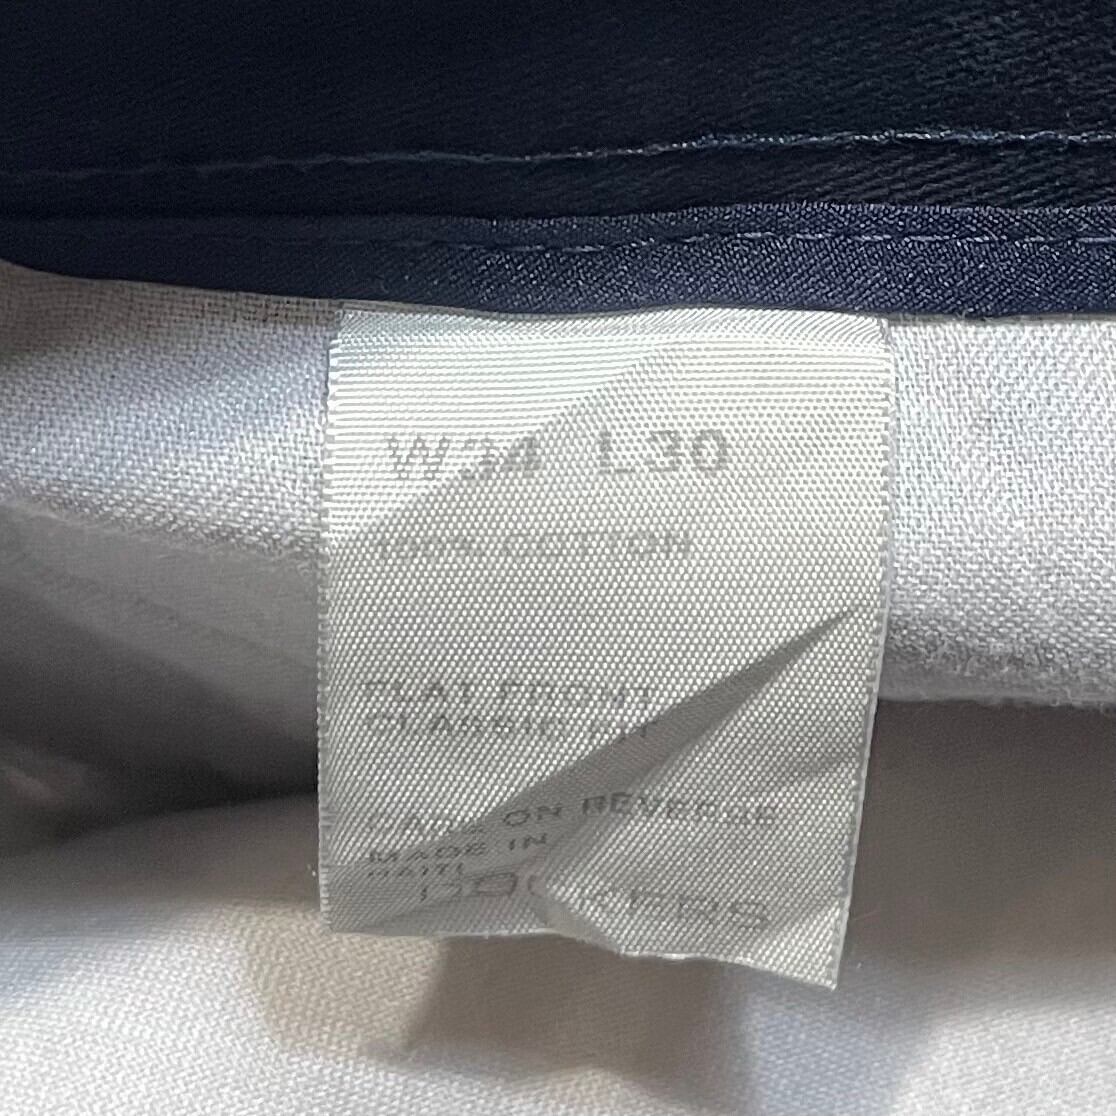 W34 L30
100% COTTON
FLAT FRONT
CLASSIC FIT
CARE ON REVERSE
MADE IN
HAITI
DOCKERS